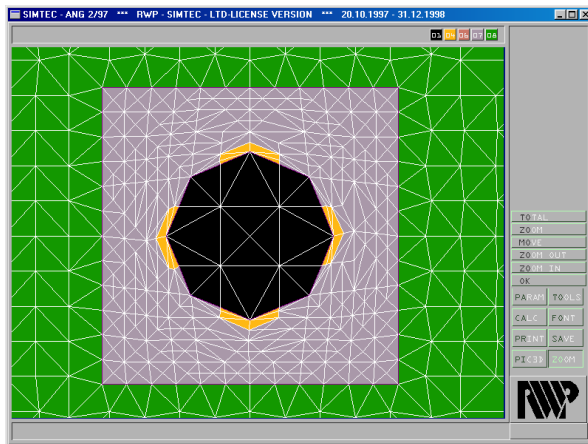 SIMTEC - ANG 2/97 *** RWP - SIMTEC - LTD-LICENSE VERSION *** 20.10.1997 - 31.12.1998
01 04 06 07 08
TOTAL
ZOOM
MOVE
ZOOM OUT
ZOOM IN
OK
PARAM TOOLS
CALC FONT
PRINT SAVE
PIC3D ZOOM
RWP